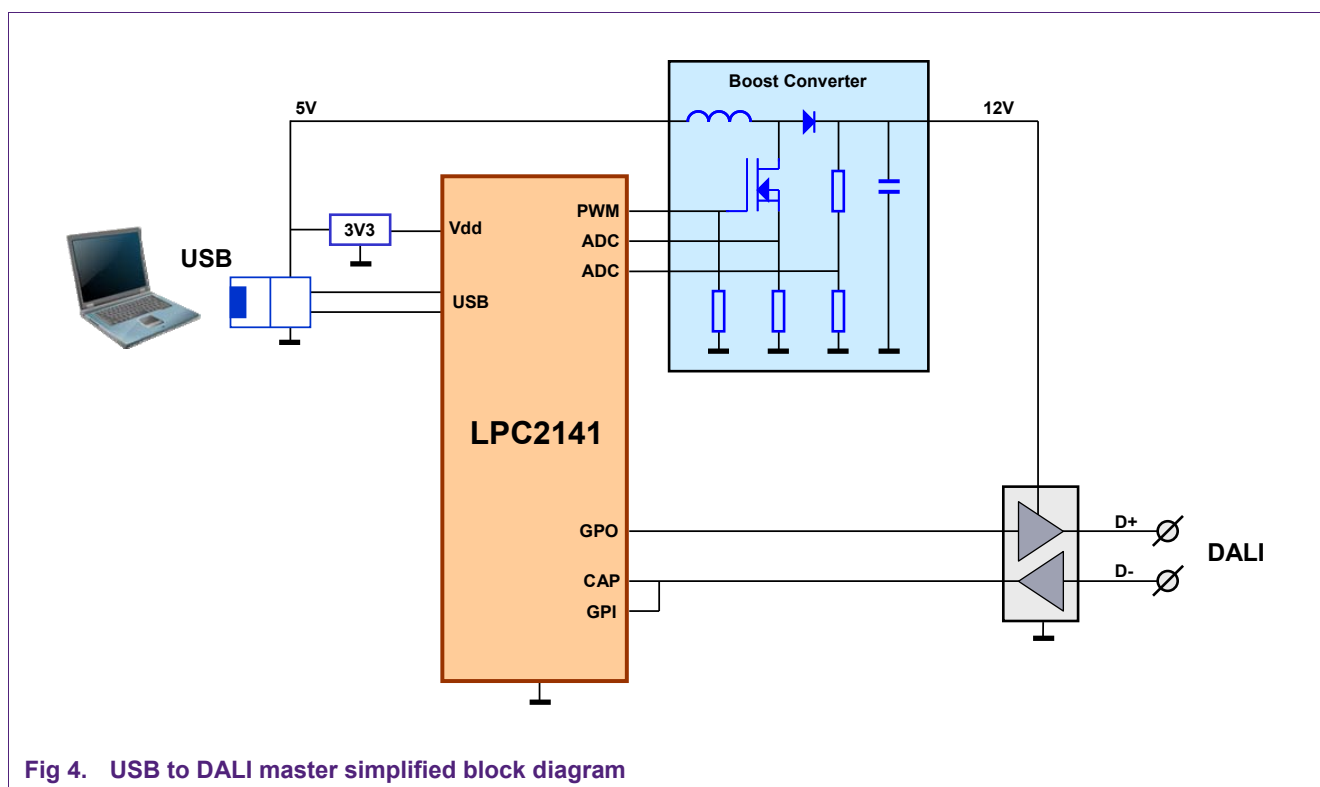 Boost Converter
5V
12V
PWM
3V3
Vdd
ADC
USB
ADC
USB
LPC2141
GPO
D+
DALI
CAP
D-
GPI
Fig 4. USB to DALI master simplified block diagram